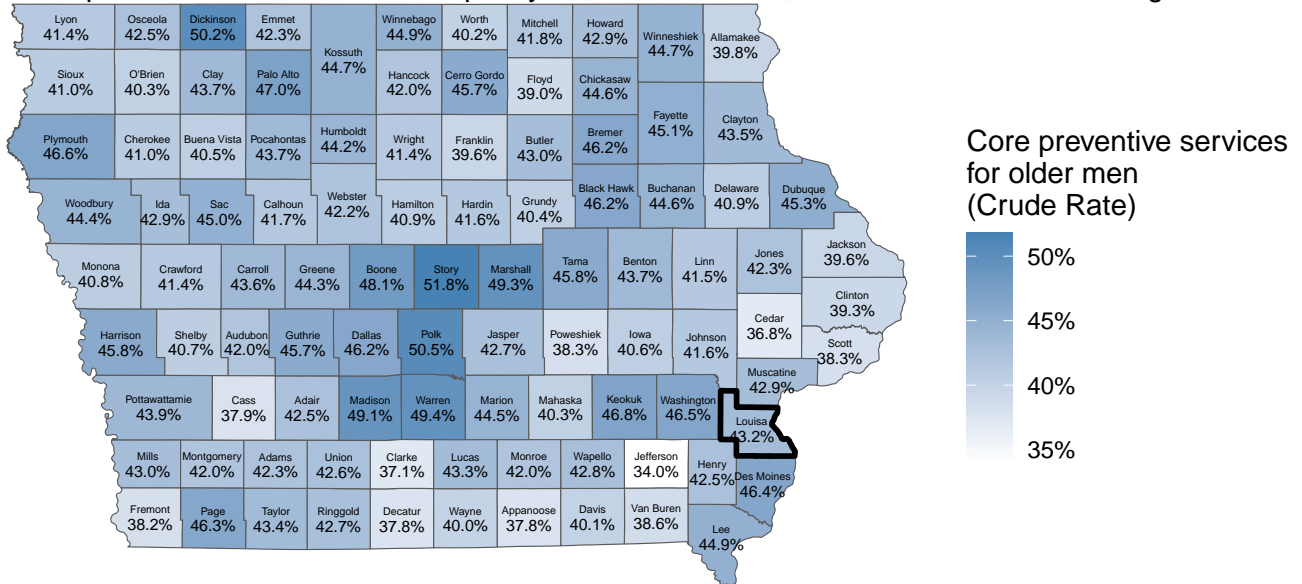 Lyon
41.4%
Osceola
42.5%
Dickinson
50.2%
Emmet
42.3%
Kossuth
44.7%
Winnebago
44.9%
Worth
40.2%
Mitchell
41.8%
Howard
42.9%
Winneshiek
44.7%
Allamakee
39.8%
Sioux
41.0%
O'Brien
40.3%
Clay
43.7%
Palo Alto
47.0%
Hancock
42.0%
Cerro Gordo
45.7%
Floyd
39.0%
Chickasaw
44.6%
Fayette
45.1%
Clayton
43.5%
Plymouth
46.6%
Cherokee
41.0%
Buena Vista
40.5%
Pocahontas
43.7%
Humboldt
44.2%
Wright
41.4%
Franklin
39.6%
Butler
43.0%
Bremer
46.2%
Woodbury
44.4%
Ida
42.9%
Sac
45.0%
Calhoun
41.7%
Webster
42.2%
Hamilton
40.9%
Hardin
41.6%
Grundy
40.4%
Black Hawk
46.2%
Buchanan
44.6%
Delaware
40.9%
Dubuque
45.3%
Monona
40.8%
Crawford
41.4%
Carroll
43.6%
Greene
44.3%
Boone
48.1%
Story
51.8%
Marshall
49.3%
Tama
45.8%
Benton
43.7%
Linn
41.5%
Jones
42.3%
Jackson
39.6%
Clinton
39.3%
Harrison
45.8%
Shelby
40.7%
Audubon
42.0%
Guthrie
45.7%
Dallas
46.2%
Polk
50.5%
Jasper
42.7%
Poweshiek
38.3%
Iowa
40.6%
Johnson
41.6%
Cedar
36.8%
Scott
38.3%
Muscatine
42.9%
Pottawattamie
43.9%
Cass
37.9%
Adair
42.5%
Madison
49.1%
Warren
49.4%
Marion
44.5%
Mahaska
40.3%
Keokuk
46.8%
Washington
46.5%
Louisa
43.2%
Mills
43.0%
Montgomery
42.0%
Adams
42.3%
Union
42.6%
Clarke
37.1%
Lucas
43.3%
Monroe
42.0%
Wapello
42.8%
Jefferson
34.0%
Henry
42.5%
Des Moines
46.4%
Fremont
38.2%
Page
46.3%
Taylor
43.4%
Ringgold
42.7%
Decatur
37.8%
Wayne
40.0%
Appanoose
37.8%
Davis
40.1%
Van Buren
38.6%
Lee
44.9%
Core preventive services
for older men
(Crude Rate)
50%
45%
40%
35%